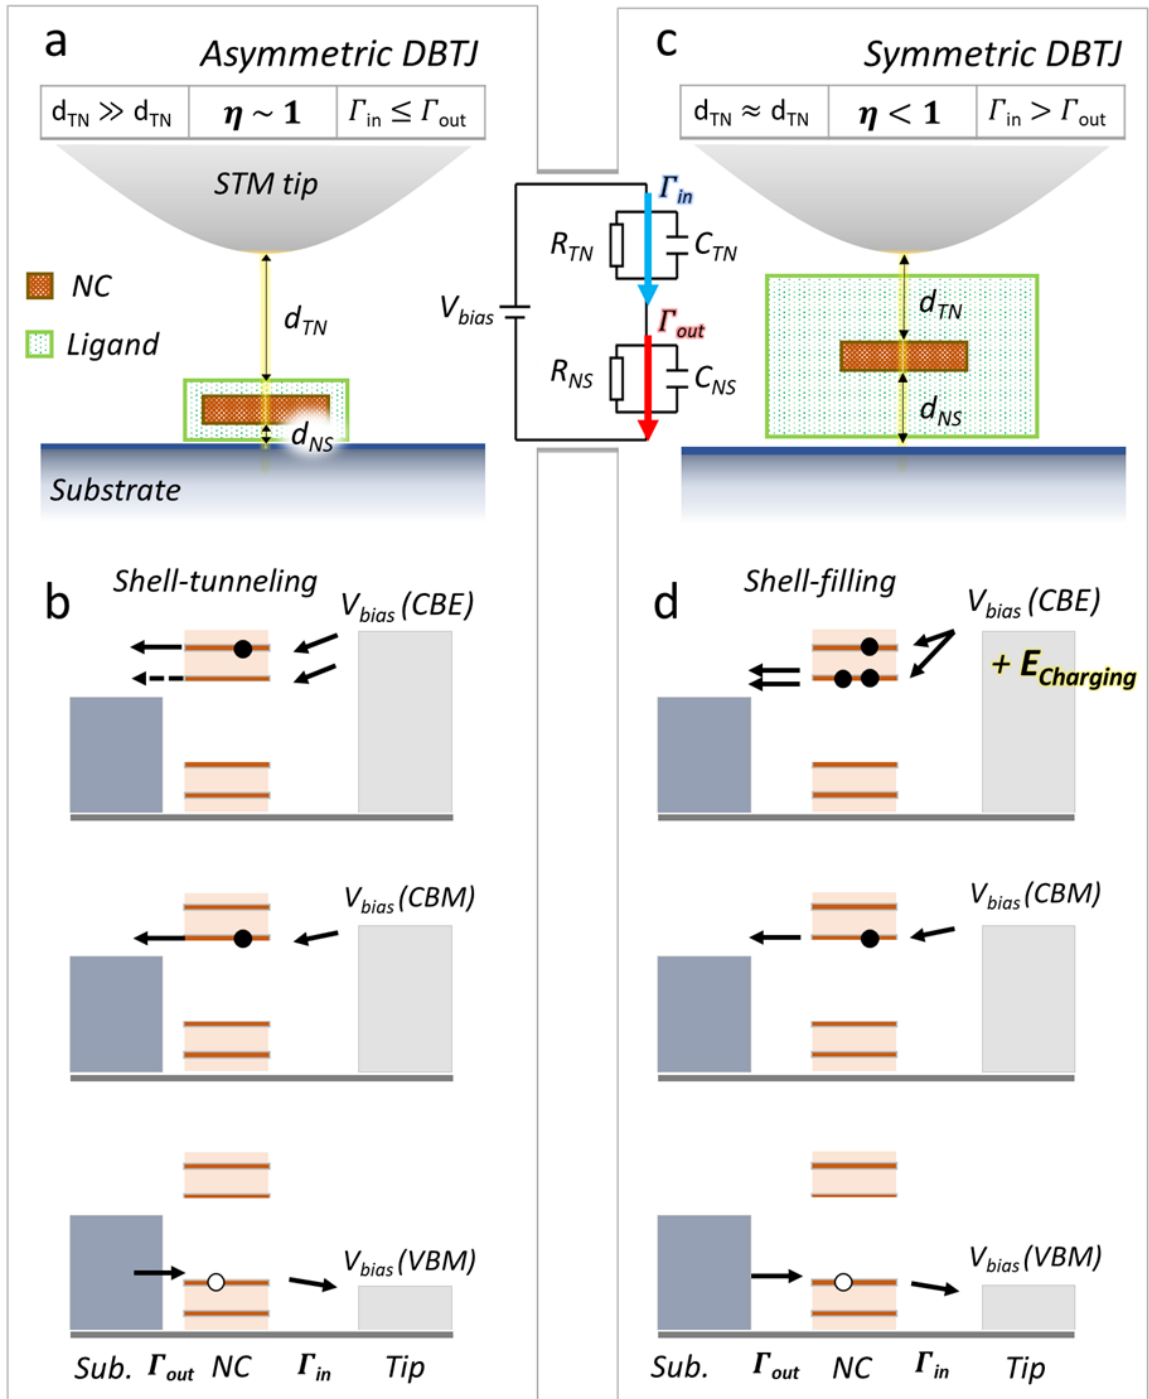 a
Asymmetric DBTJ
d_TN ≫ d_TN
η ~ 1
Γ_in ≤ Γ_out
STM tip
NC
Ligand
d_TN
d_NS
Substrate
V_bias
Γ_in
R_TN
C_TN
Γ_out
R_NS
C_NS
c
Symmetric DBTJ
d_TN ≈ d_TN
η < 1
Γ_in > Γ_out
d_TN
d_NS
b
Shell-tunneling
V_bias (CBE)
V_bias (CBM)
V_bias (VBM)
Sub. Γ_out NC Γ_in Tip
d
Shell-filling
V_bias (CBE)
+ E_Charging
V_bias (CBM)
V_bias (VBM)
Sub. Γ_out NC Γ_in Tip